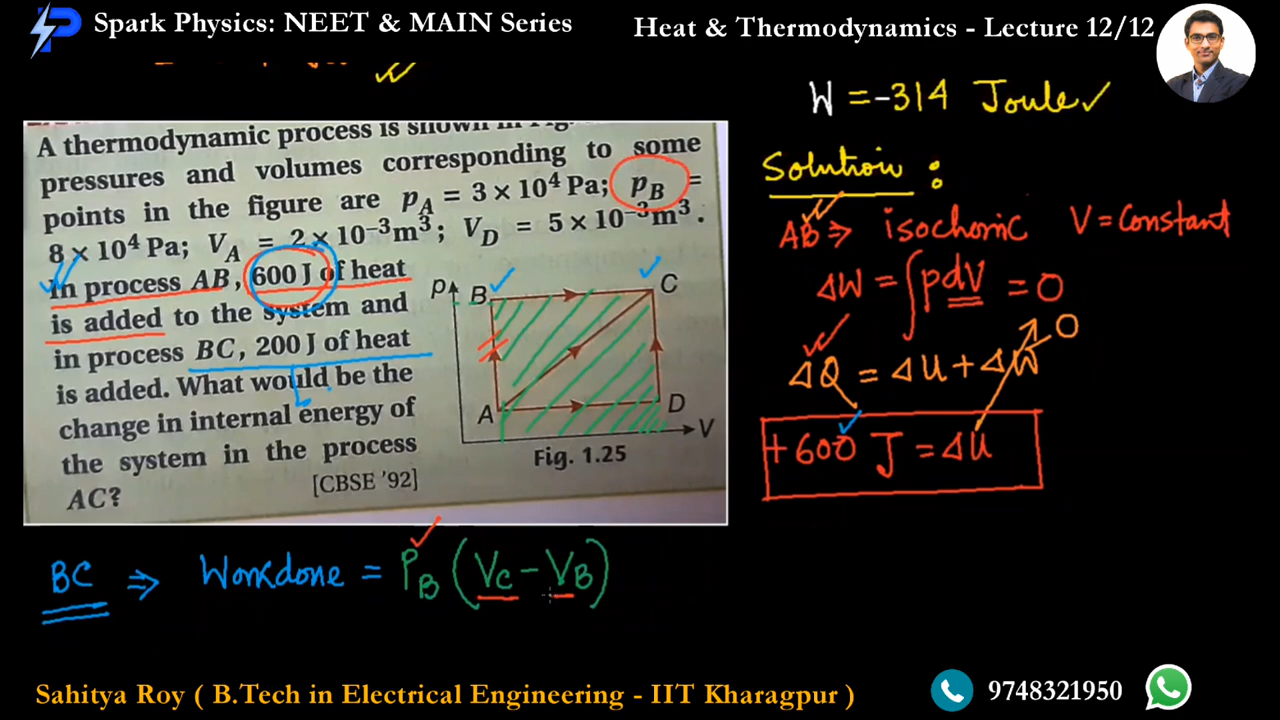 Spark Physics: NEET & MAIN Series
Heat & Thermodynamics - Lecture 12/12
W = -314 Joule
A thermodynamic process is shown in Fig.
pressures and volumes corresponding to some
points in the figure are pA = 3 × 10⁴ Pa; pB =
8 × 10⁴ Pa; VA = 2 × 10⁻³m³; VD = 5 × 10⁻³m³.
In process AB, 600 J of heat
is added to the system and
in process BC, 200 J of heat
is added. What would be the
change in internal energy of
the system in the process
AC?
[CBSE '92]
p
B
C
A
D
V
Fig. 1.25
Solution :
AB ⇒ isochoric V = Constant
ΔW = ∫pdV = 0
ΔQ = ΔU + ΔW 0
+600 J = ΔU
BC ⇒ Workdone = PB (VC - VB)
Sahitya Roy ( B.Tech in Electrical Engineering - IIT Kharagpur )
9748321950